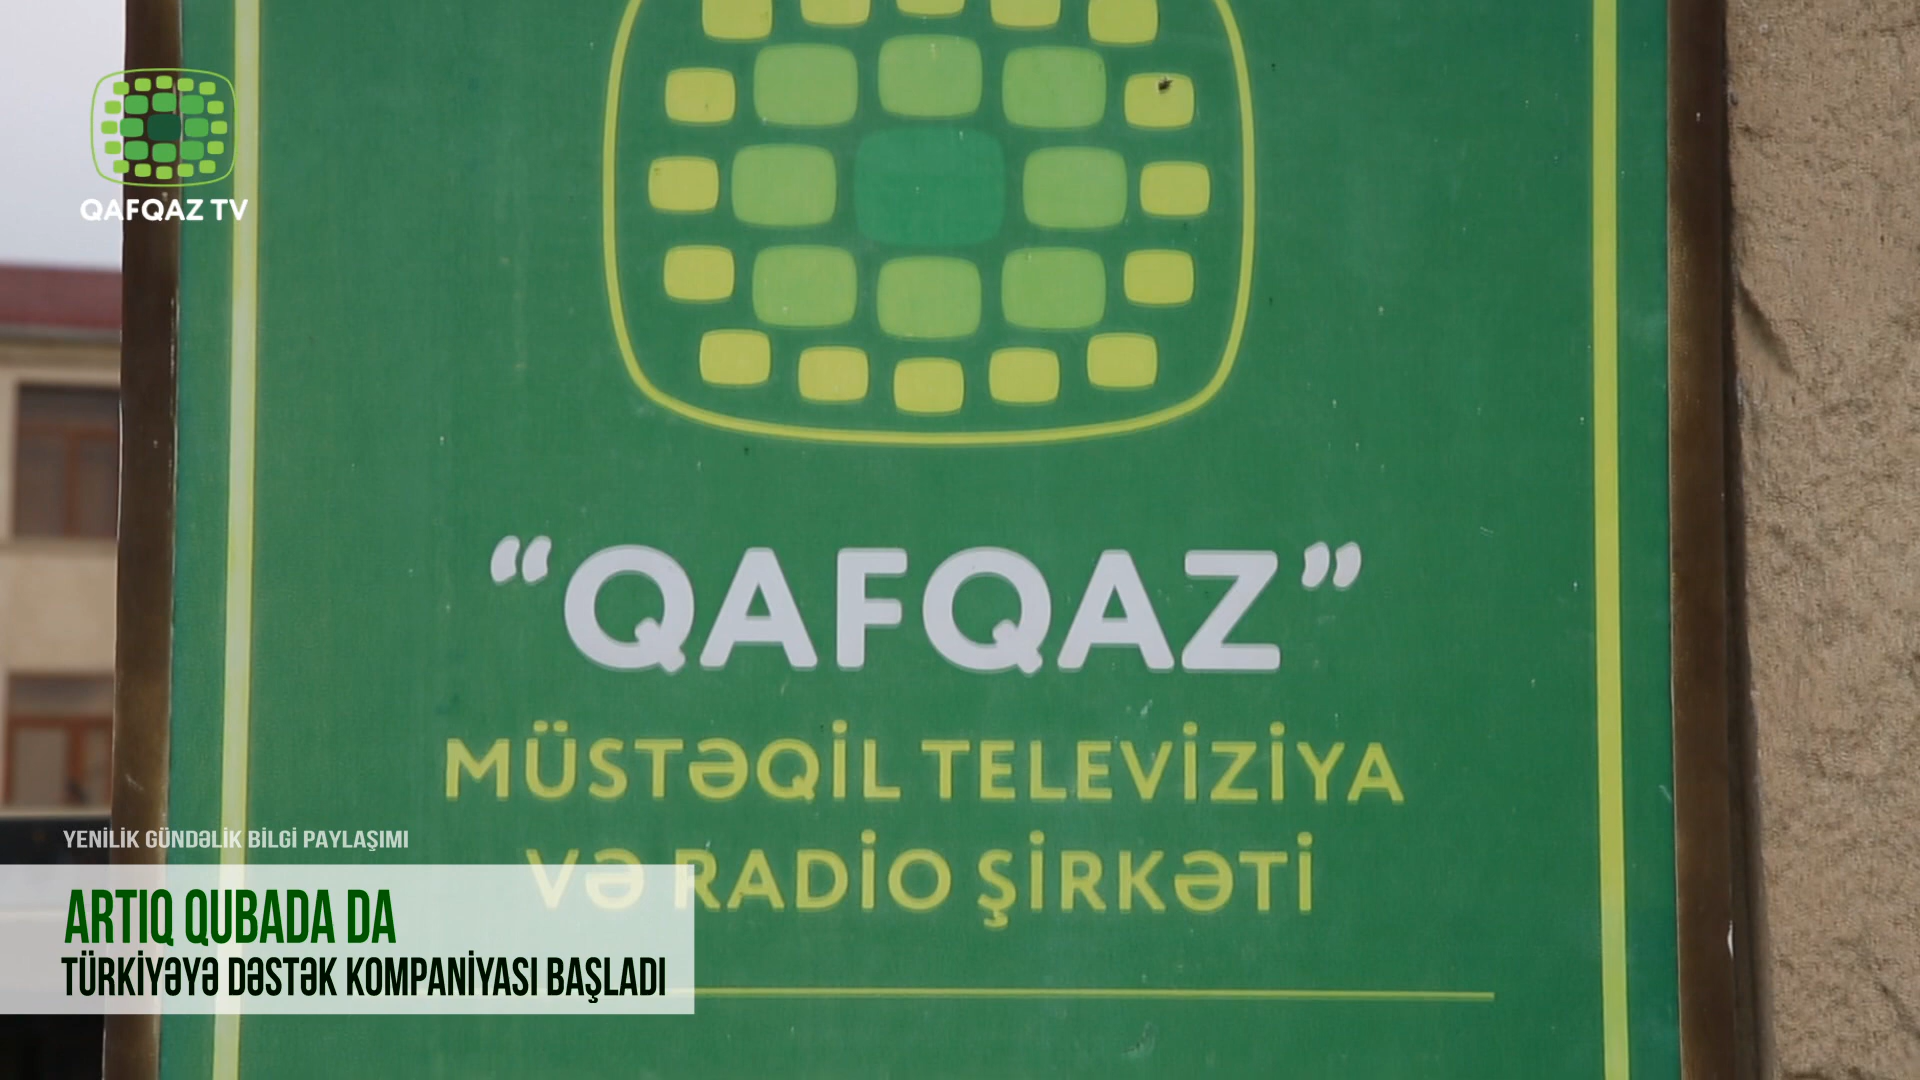 QAFQAZ TV
“QAFQAZ”
MÜSTƏQİL TELEVİZİYA
VƏ RADİO ŞİRKƏTİ
YENİLİK GÜNDƏLİK BİLGİ PAYLAŞIMI
ARTIQ QUBADA DA
TÜRKİYƏYƏ DƏSTƏK KOMPANİYASI BAŞLADI